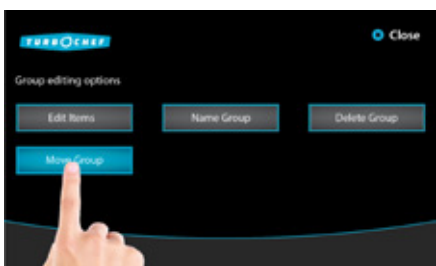 TURBOCHEF
Close
Group editing options
Edit Items
Name Group
Delete Group
Move Group